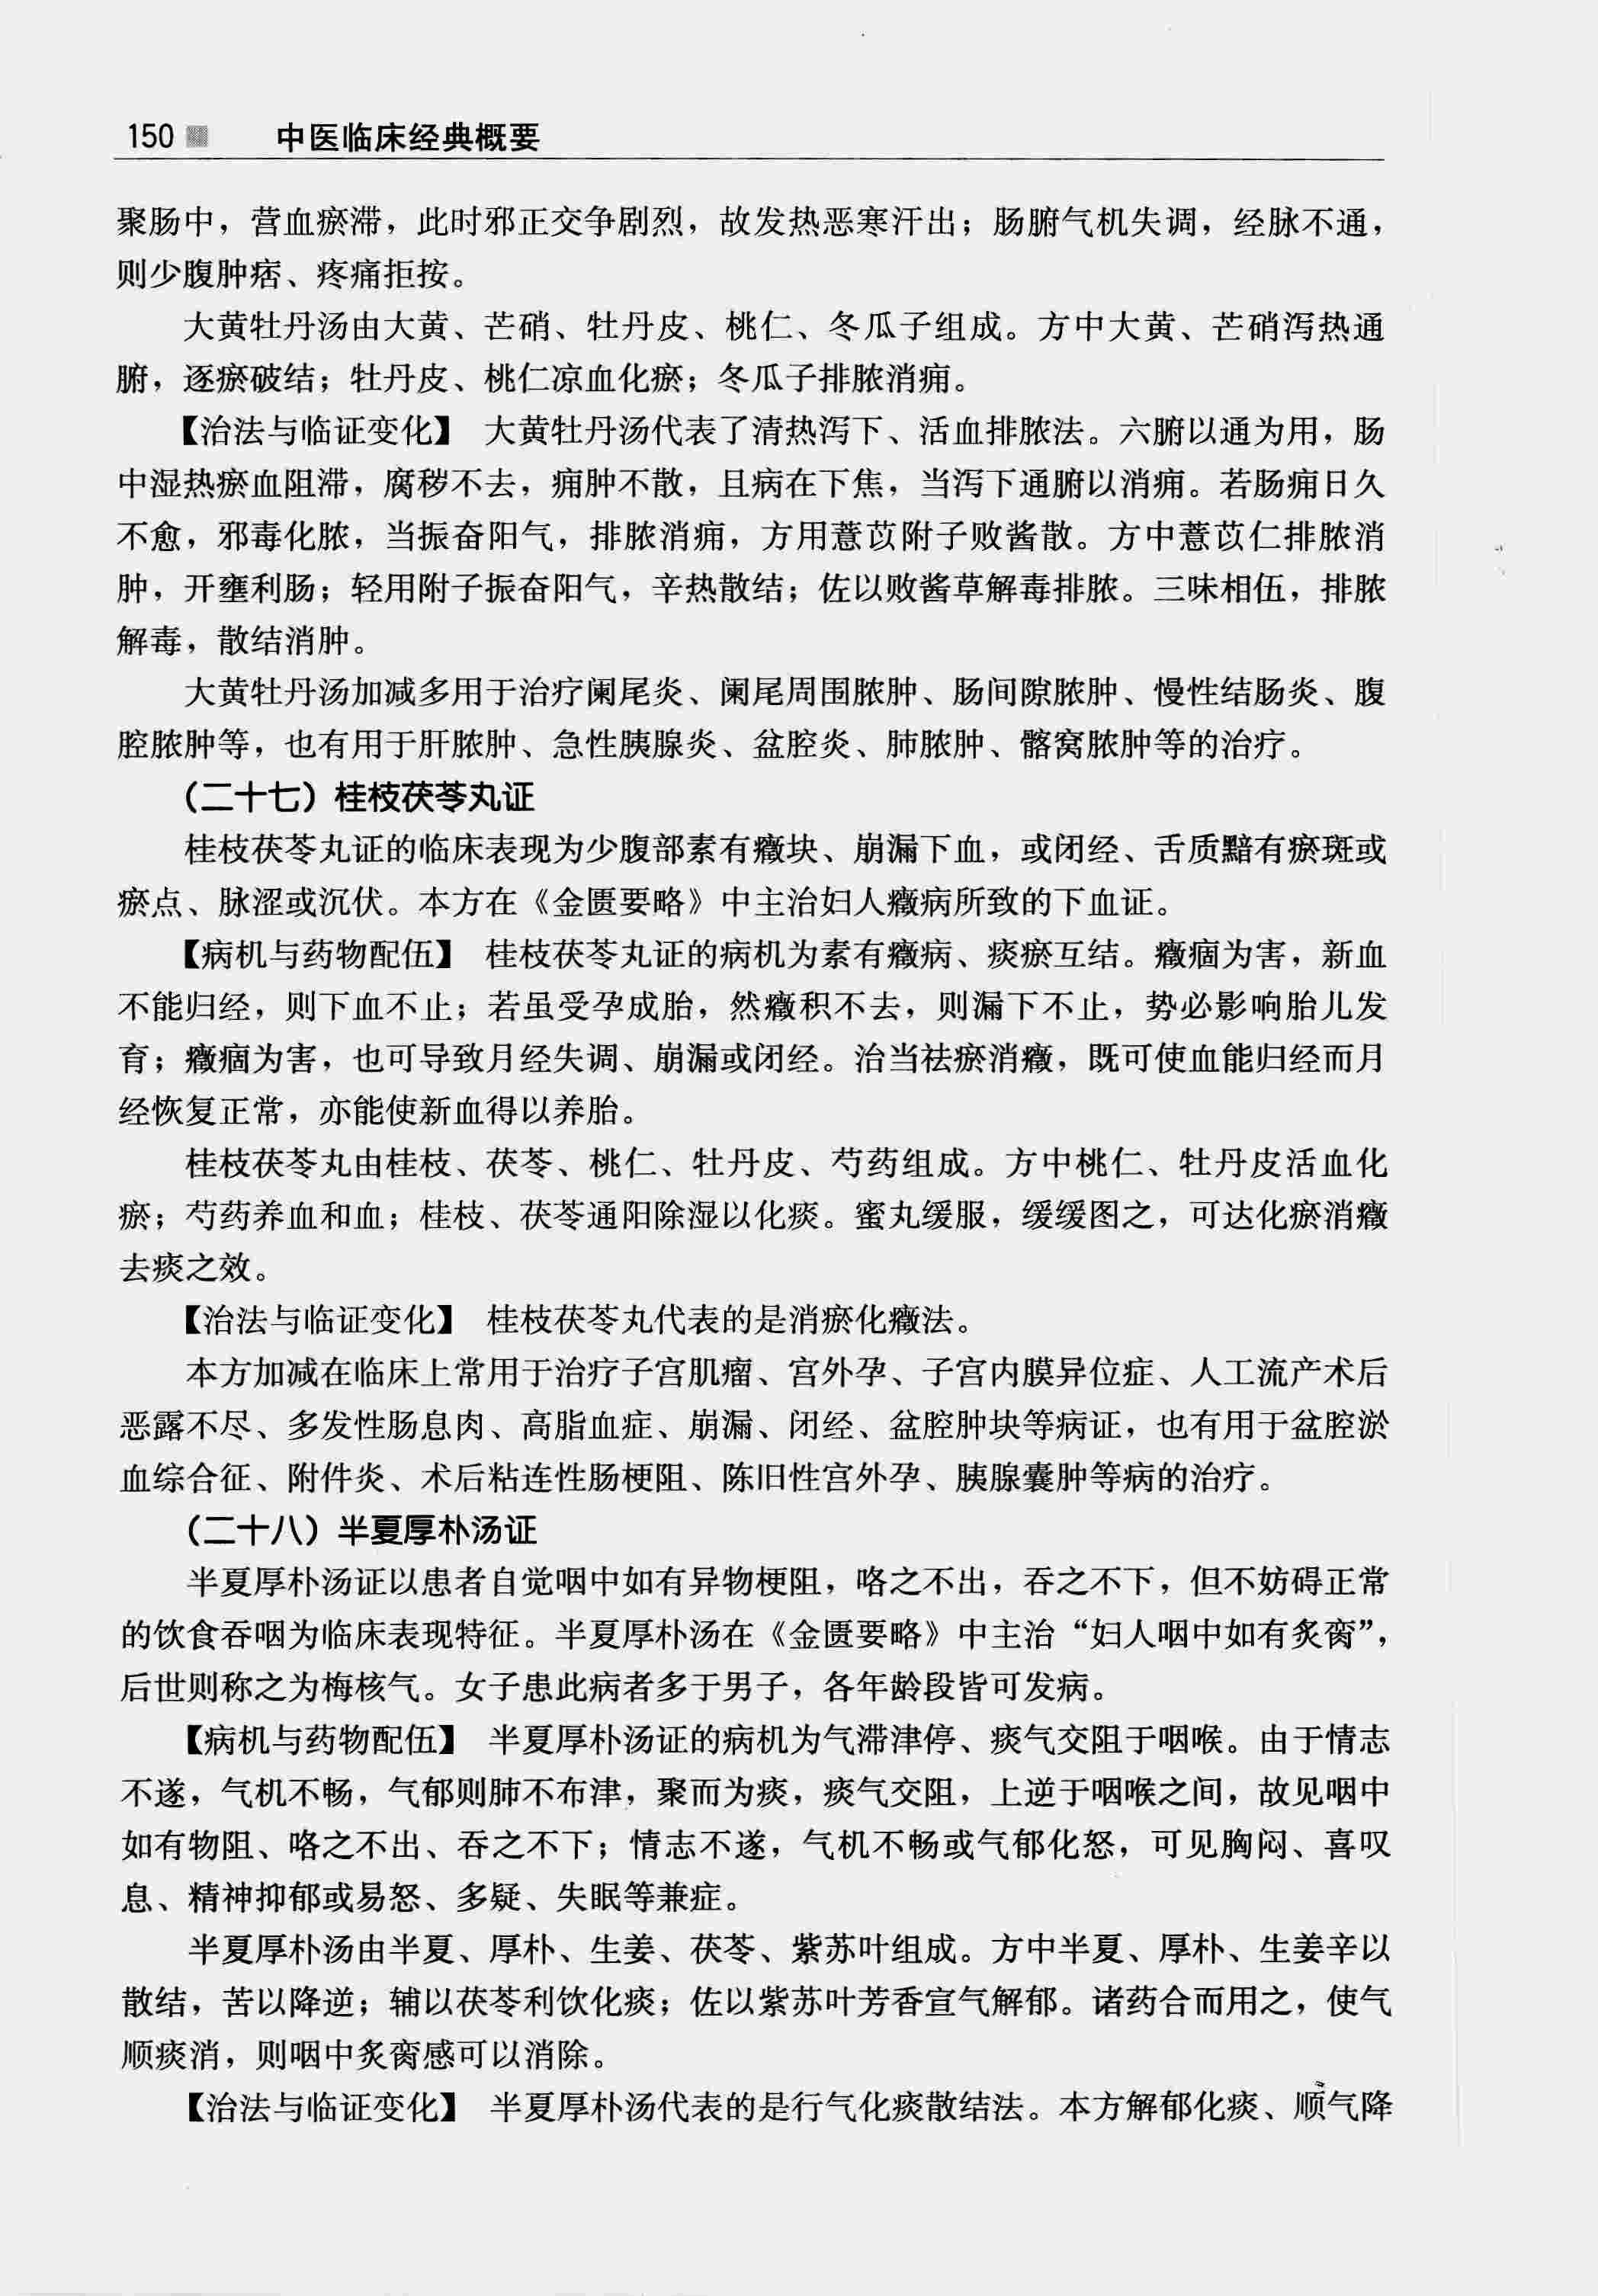 150 中医临床经典概要
聚肠中，营血瘀滞，此时邪正交争剧烈，故发热恶寒汗出；肠腑气机失调，经脉不通，
则少腹肿痞、疼痛拒按。
大黄牡丹汤由大黄、芒硝、牡丹皮、桃仁、冬瓜子组成。方中大黄、芒硝泻热通
腑，逐瘀破结；牡丹皮、桃仁凉血化瘀；冬瓜子排脓消痈。
【治法与临证变化】 大黄牡丹汤代表了清热泻下、活血排脓法。六腑以通为用，肠
中湿热瘀血阻滞，腐秽不去，痈肿不散，且病在下焦，当泻下通腑以消痈。若肠痈日久
不愈，邪毒化脓，当振奋阳气，排脓消痈，方用薏苡附子败酱散。方中薏苡仁排脓消
肿，开壅利肠；轻用附子振奋阳气，辛热散结；佐以败酱草解毒排脓。三味相伍，排脓
解毒，散结消肿。
大黄牡丹汤加减多用于治疗阑尾炎、阑尾周围脓肿、肠间隙脓肿、慢性结肠炎、腹
腔脓肿等，也有用于肝脓肿、急性胰腺炎、盆腔炎、肺脓肿、髂窝脓肿等的治疗。
（二十七）桂枝茯苓丸证
桂枝茯苓丸证的临床表现为少腹部素有癥块、崩漏下血，或闭经、舌质黯有瘀斑或
瘀点、脉涩或沉伏。本方在《金匮要略》中主治妇人癥病所致的下血证。
【病机与药物配伍】 桂枝茯苓丸证的病机为素有癥病、痰瘀互结。癥痼为害，新血
不能归经，则下血不止；若虽受孕成胎，然癥积不去，则漏下不止，势必影响胎儿发
育；癥痼为害，也可导致月经失调、崩漏或闭经。治当祛瘀消癥，既可使血能归经而月
经恢复正常，亦能使新血得以养胎。
桂枝茯苓丸由桂枝、茯苓、桃仁、牡丹皮、芍药组成。方中桃仁、牡丹皮活血化
瘀；芍药养血和血；桂枝、茯苓通阳除湿以化痰。蜜丸缓服，缓缓图之，可达化瘀消癥
去痰之效。
【治法与临证变化】 桂枝茯苓丸代表的是消瘀化癥法。
本方加减在临床上常用于治疗子宫肌瘤、宫外孕、子宫内膜异位症、人工流产术后
恶露不尽、多发性肠息肉、高脂血症、崩漏、闭经、盆腔肿块等病证，也有用于盆腔淤
血综合征、附件炎、术后粘连性肠梗阻、陈旧性宫外孕、胰腺囊肿等病的治疗。
（二十八）半夏厚朴汤证
半夏厚朴汤证以患者自觉咽中如有异物梗阻，咯之不出，吞之不下，但不妨碍正常
的饮食吞咽为临床表现特征。半夏厚朴汤在《金匮要略》中主治“妇人咽中如有炙脔”，
后世则称之为梅核气。女子患此病者多于男子，各年龄段皆可发病。
【病机与药物配伍】 半夏厚朴汤证的病机为气滞津停、痰气交阻于咽喉。由于情志
不遂，气机不畅，气郁则肺不布津，聚而为痰，痰气交阻，上逆于咽喉之间，故见咽中
如有物阻、咯之不出、吞之不下；情志不遂，气机不畅或气郁化怒，可见胸闷、喜叹
息、精神抑郁或易怒、多疑、失眠等兼症。
半夏厚朴汤由半夏、厚朴、生姜、茯苓、紫苏叶组成。方中半夏、厚朴、生姜辛以
散结，苦以降逆；辅以茯苓利饮化痰；佐以紫苏叶芳香宣气解郁。诸药合而用之，使气
顺痰消，则咽中炙脔感可以消除。
【治法与临证变化】 半夏厚朴汤代表的是行气化痰散结法。本方解郁化痰、顺气降